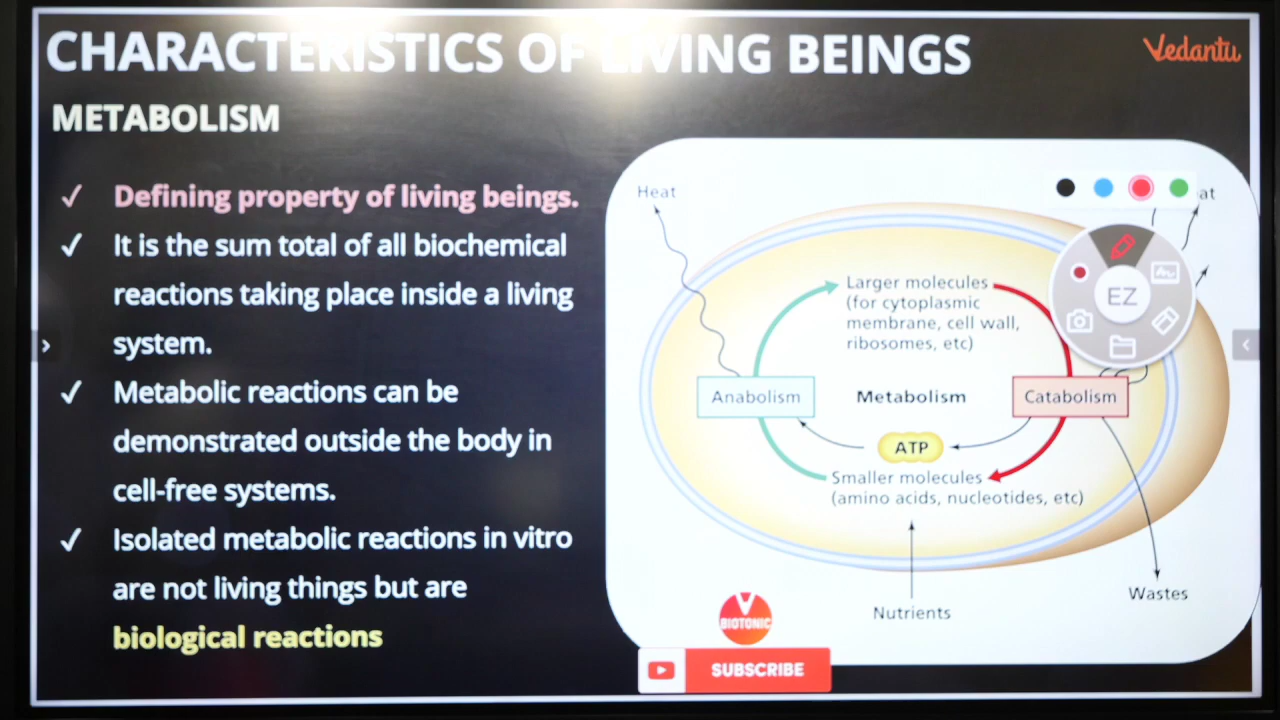 CHARACTERISTICS OF LIVING BEINGS
Vedantu
METABOLISM
✓ Defining property of living beings.
✓ It is the sum total of all biochemical
reactions taking place inside a living
system.
✓ Metabolic reactions can be
demonstrated outside the body in
cell-free systems.
✓ Isolated metabolic reactions in vitro
are not living things but are
biological reactions
Heat
at
EZ
Larger molecules
(for cytoplasmic
membrane, cell wall,
ribosomes, etc)
Anabolism
Metabolism
Catabolism
ATP
Smaller molecules
(amino acids, nucleotides, etc)
Nutrients
Wastes
V
BIOTONIC
SUBSCRIBE